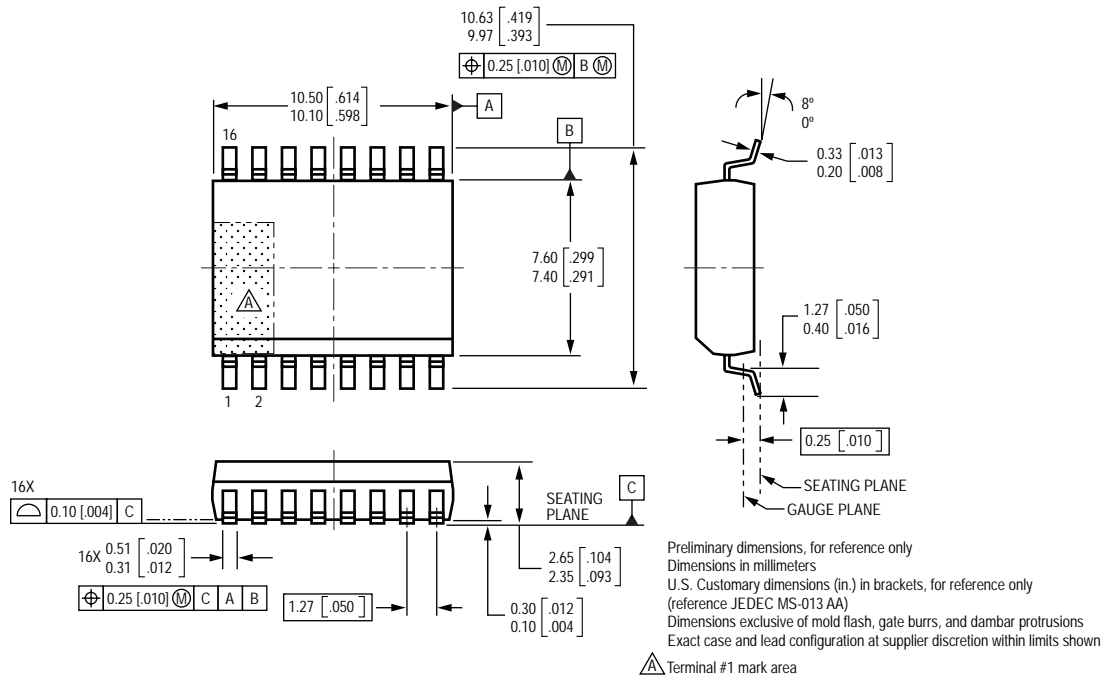 10.63 [.419]
9.97 [.393]
⌖ 0.25 [.010] Ⓜ B Ⓜ
10.50 [.614]
10.10 [.598]
A
16
B
8º
0º
0.33 [.013]
0.20 [.008]
7.60 [.299]
7.40 [.291]
A
1.27 [.050]
0.40 [.016]
1 2
0.25 [.010]
SEATING PLANE
GAUGE PLANE
16X
⌓ 0.10 [.004] C
SEATING
PLANE
C
16X 0.51 [.020]
0.31 [.012]
⌖ 0.25 [.010] Ⓜ C A B
1.27 [.050]
2.65 [.104]
2.35 [.093]
0.30 [.012]
0.10 [.004]
Preliminary dimensions, for reference only
Dimensions in millimeters
U.S. Customary dimensions (in.) in brackets, for reference only
(reference JEDEC MS-013 AA)
Dimensions exclusive of mold flash, gate burrs, and dambar protrusions
Exact case and lead configuration at supplier discretion within limits shown
A Terminal #1 mark area